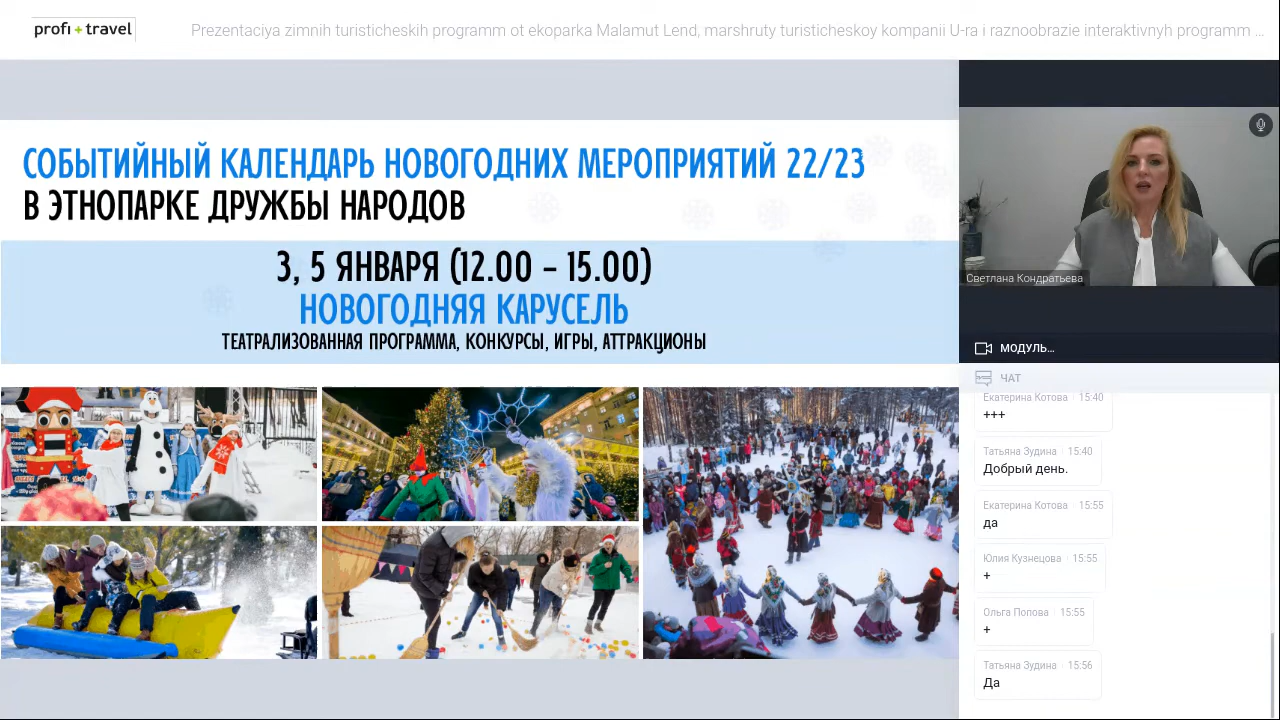 profi + travel
Prezentaciya zimnih turisticheskih programm ot ekoparka Malamut Lend, marshruty turisticheskoy kompanii U-ra i raznoobrazie interaktivnyh programm ...
СОБЫТИЙНЫЙ КАЛЕНДАРЬ НОВОГОДНИХ МЕРОПРИЯТИЙ 22/23
В ЭТНОПАРКЕ ДРУЖБЫ НАРОДОВ
3, 5 ЯНВАРЯ (12.00 – 15.00)
НОВОГОДНЯЯ КАРУСЕЛЬ
ТЕАТРАЛИЗОВАННАЯ ПРОГРАММА, КОНКУРСЫ, ИГРЫ, АТТРАКЦИОНЫ
Светлана Кондратьева
МОДУЛЬ...
ЧАТ
Екатерина Котова 15:40
+++
Татьяна Зудина 15:40
Добрый день.
Екатерина Котова 15:55
да
Юлия Кузнецова 15:55
+
Ольга Попова 15:55
+
Татьяна Зудина 15:56
Да